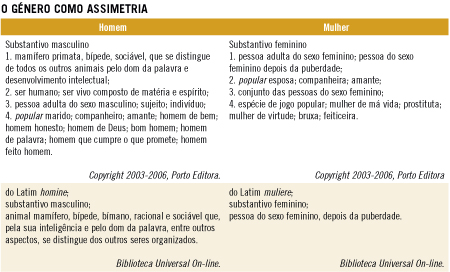 O GÉNERO COMO ASSIMETRIA
Homem
Substantivo masculino
1. mamífero primata, bípede, sociável, que se distingue
de todos os outros animais pelo dom da palavra e
desenvolvimento intelectual;
2. ser humano; ser vivo composto de matéria e espírito;
3. pessoa adulta do sexo masculino; sujeito; indivíduo;
4. popular marido; companheiro; amante; homem de bem;
homem honesto; homem de Deus; bom homem; homem
de palavra; homem que cumpre o que promete; homem
feito homem.
Copyright 2003-2006, Porto Editora.
Mulher
Substantivo feminino
1. pessoa adulta do sexo feminino; pessoa do sexo
feminino depois da puberdade;
2. popular esposa; companheira; amante;
3. conjunto das pessoas do sexo feminino;
4. espécie de jogo popular; mulher de má vida; prostituta;
mulher de virtude; bruxa; feiticeira.
Copyright 2003-2006, Porto Editora
do Latim homine;
substantivo masculino;
animal mamífero, bípede, bímano, racional e sociável que,
pela sua inteligência e pelo dom da palavra, entre outros
aspectos, se distingue dos outros seres organizados.
Biblioteca Universal On-line.
do Latim muliere;
substantivo feminino;
pessoa do sexo feminino, depois da puberdade.
Biblioteca Universal On-line.